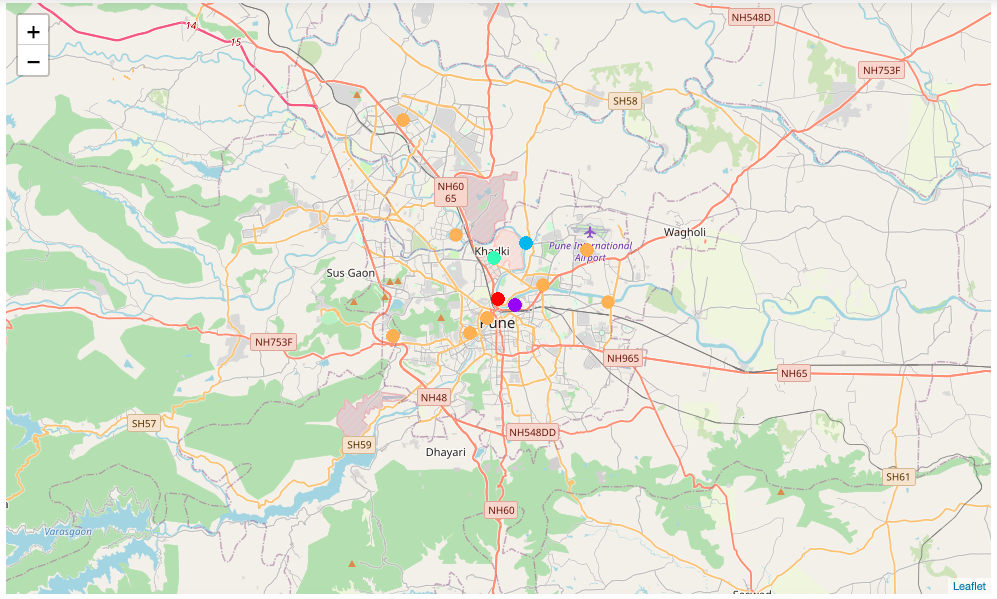 +
−
14
15
NH548D
NH753F
SH58
NH60
65
Wagholi
Khadki
Pune International
Airport
Sus Gaon
Pune
NH753F
NH965
NH65
NH48
SH57
SH59
NH548DD
Dhayari
SH61
NH60
Varasgaon
Leaflet